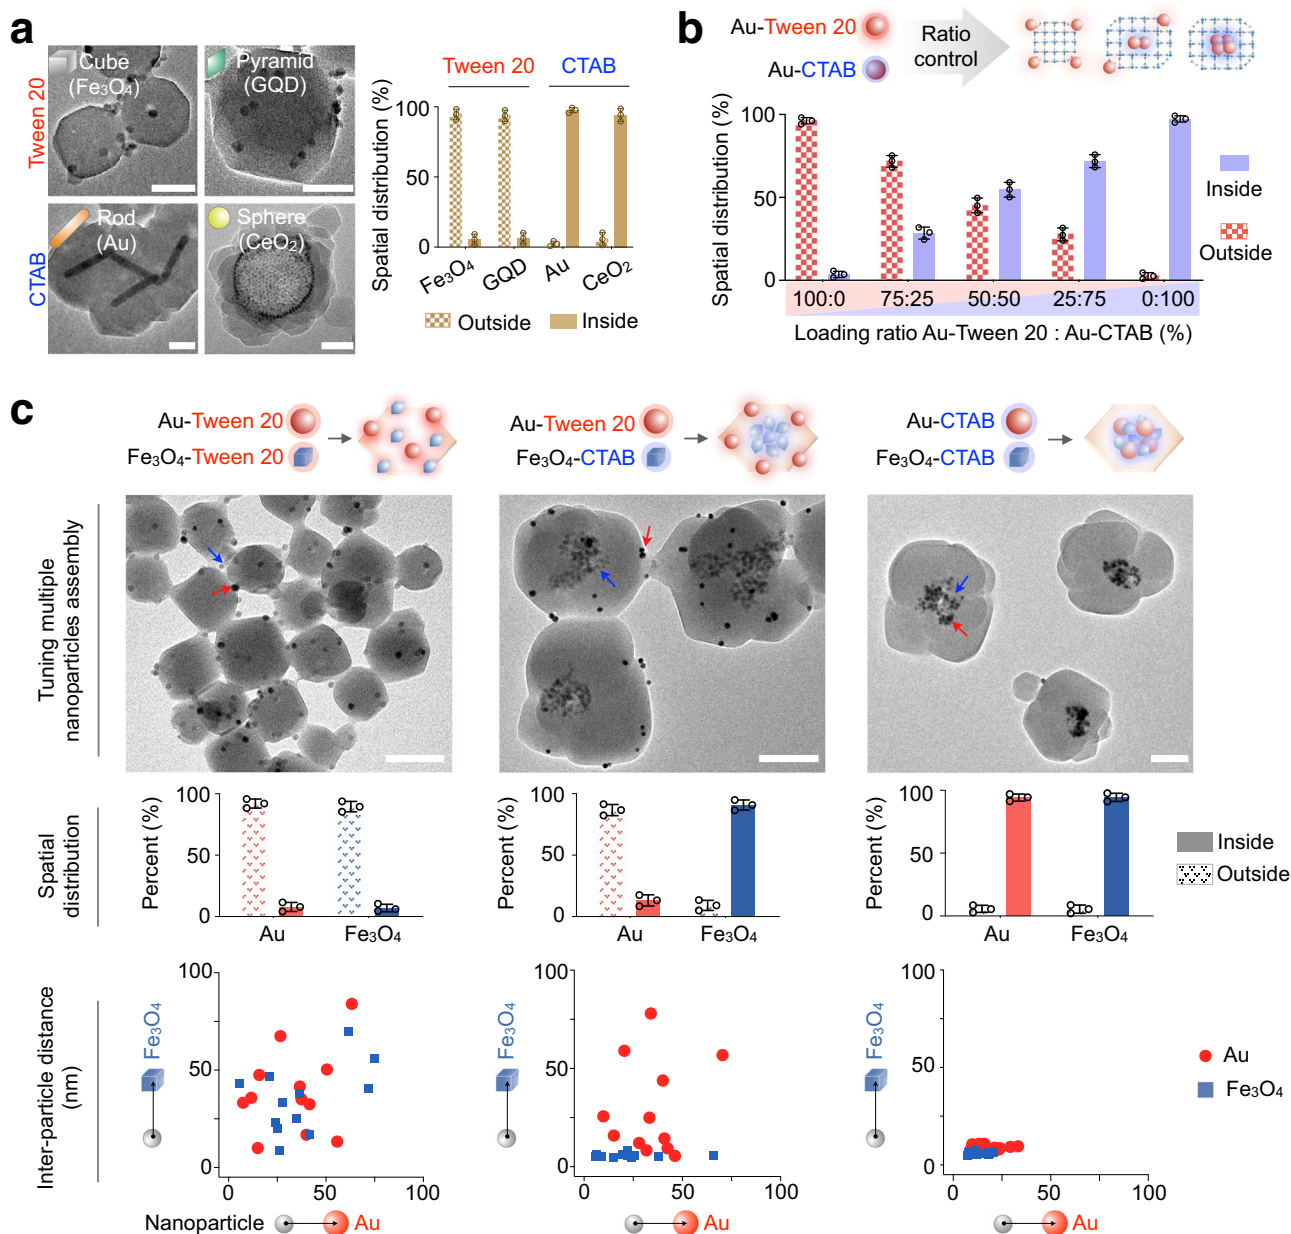 a
Tween 20
CTAB
Cube
(Fe₃O₄)
Pyramid
(GQD)
Rod
(Au)
Sphere
(CeO₂)
Tween 20 CTAB
Spatial distribution (%)
100
50
0
Fe₃O₄ GQD Au CeO₂
Outside Inside
b
Au-Tween 20
Au-CTAB
Ratio
control
Spatial distribution (%)
100
50
0
100:0 75:25 50:50 25:75 0:100
Loading ratio Au-Tween 20 : Au-CTAB (%)
Inside
Outside
c
Au-Tween 20
Fe₃O₄-Tween 20
Au-Tween 20
Fe₃O₄-CTAB
Au-CTAB
Fe₃O₄-CTAB
Tuning multiple
nanoparticles assembly
Spatial
distribution
Percent (%)
100
50
0
Au Fe₃O₄
Percent (%)
100
50
0
Au Fe₃O₄
Percent (%)
100
50
0
Au Fe₃O₄
Inside
Outside
Inter-particle distance
(nm)
Fe₃O₄
100
50
0
0 50 100
Nanoparticle Au
Fe₃O₄
100
50
0
0 50 100
Au
Fe₃O₄
100
50
0
0 50 100
Au
Au
Fe₃O₄